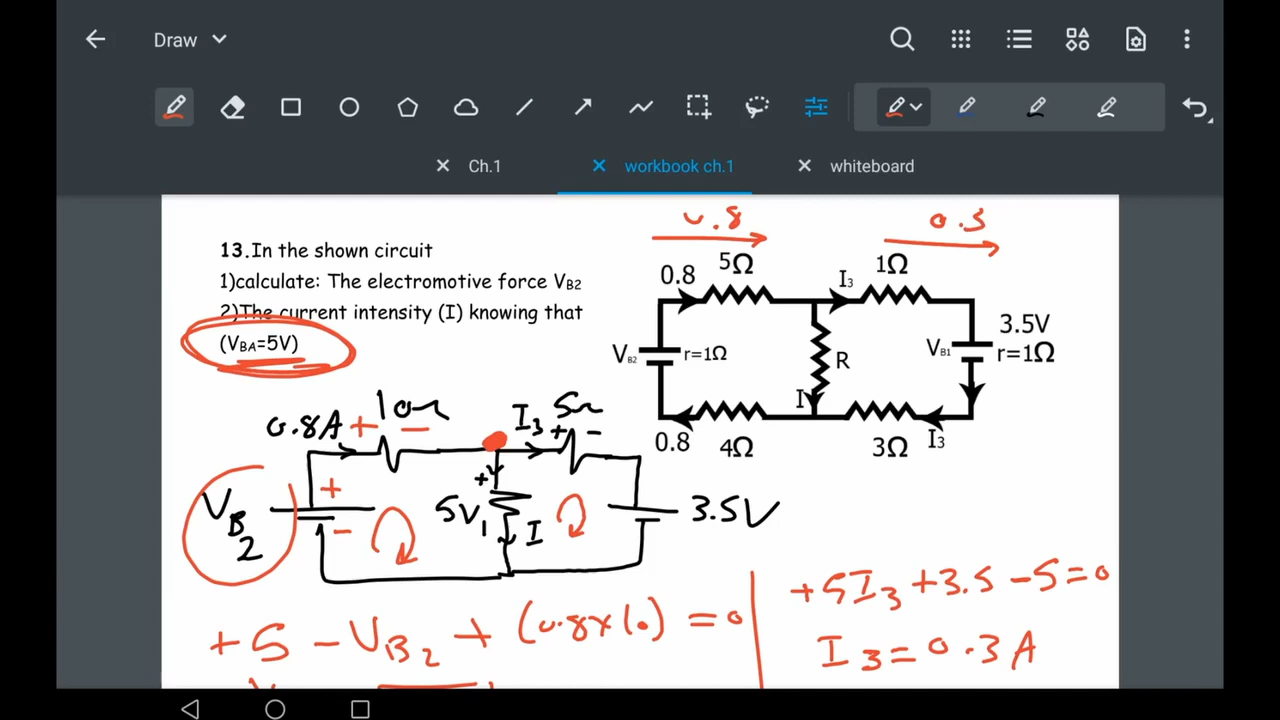 Draw
Ch.1
workbook ch.1
whiteboard
13.In the shown circuit
1)calculate: The electromotive force VB2
2)The current intensity (I) knowing that
(VBA=5V)
0.8
0.3
0.8
5Ω
I3
1Ω
VB2
r=1Ω
R
VB1
3.5V
r=1Ω
I
0.8
4Ω
3Ω
I3
0.8A
+
10Ω
-
I3
+
5Ω
-
VB2
+
-
5V
+
-
I
3.5V
+5 - VB2 + (0.8×10) = 0
+5I3 +3.5 -5=0
I3=0.3A